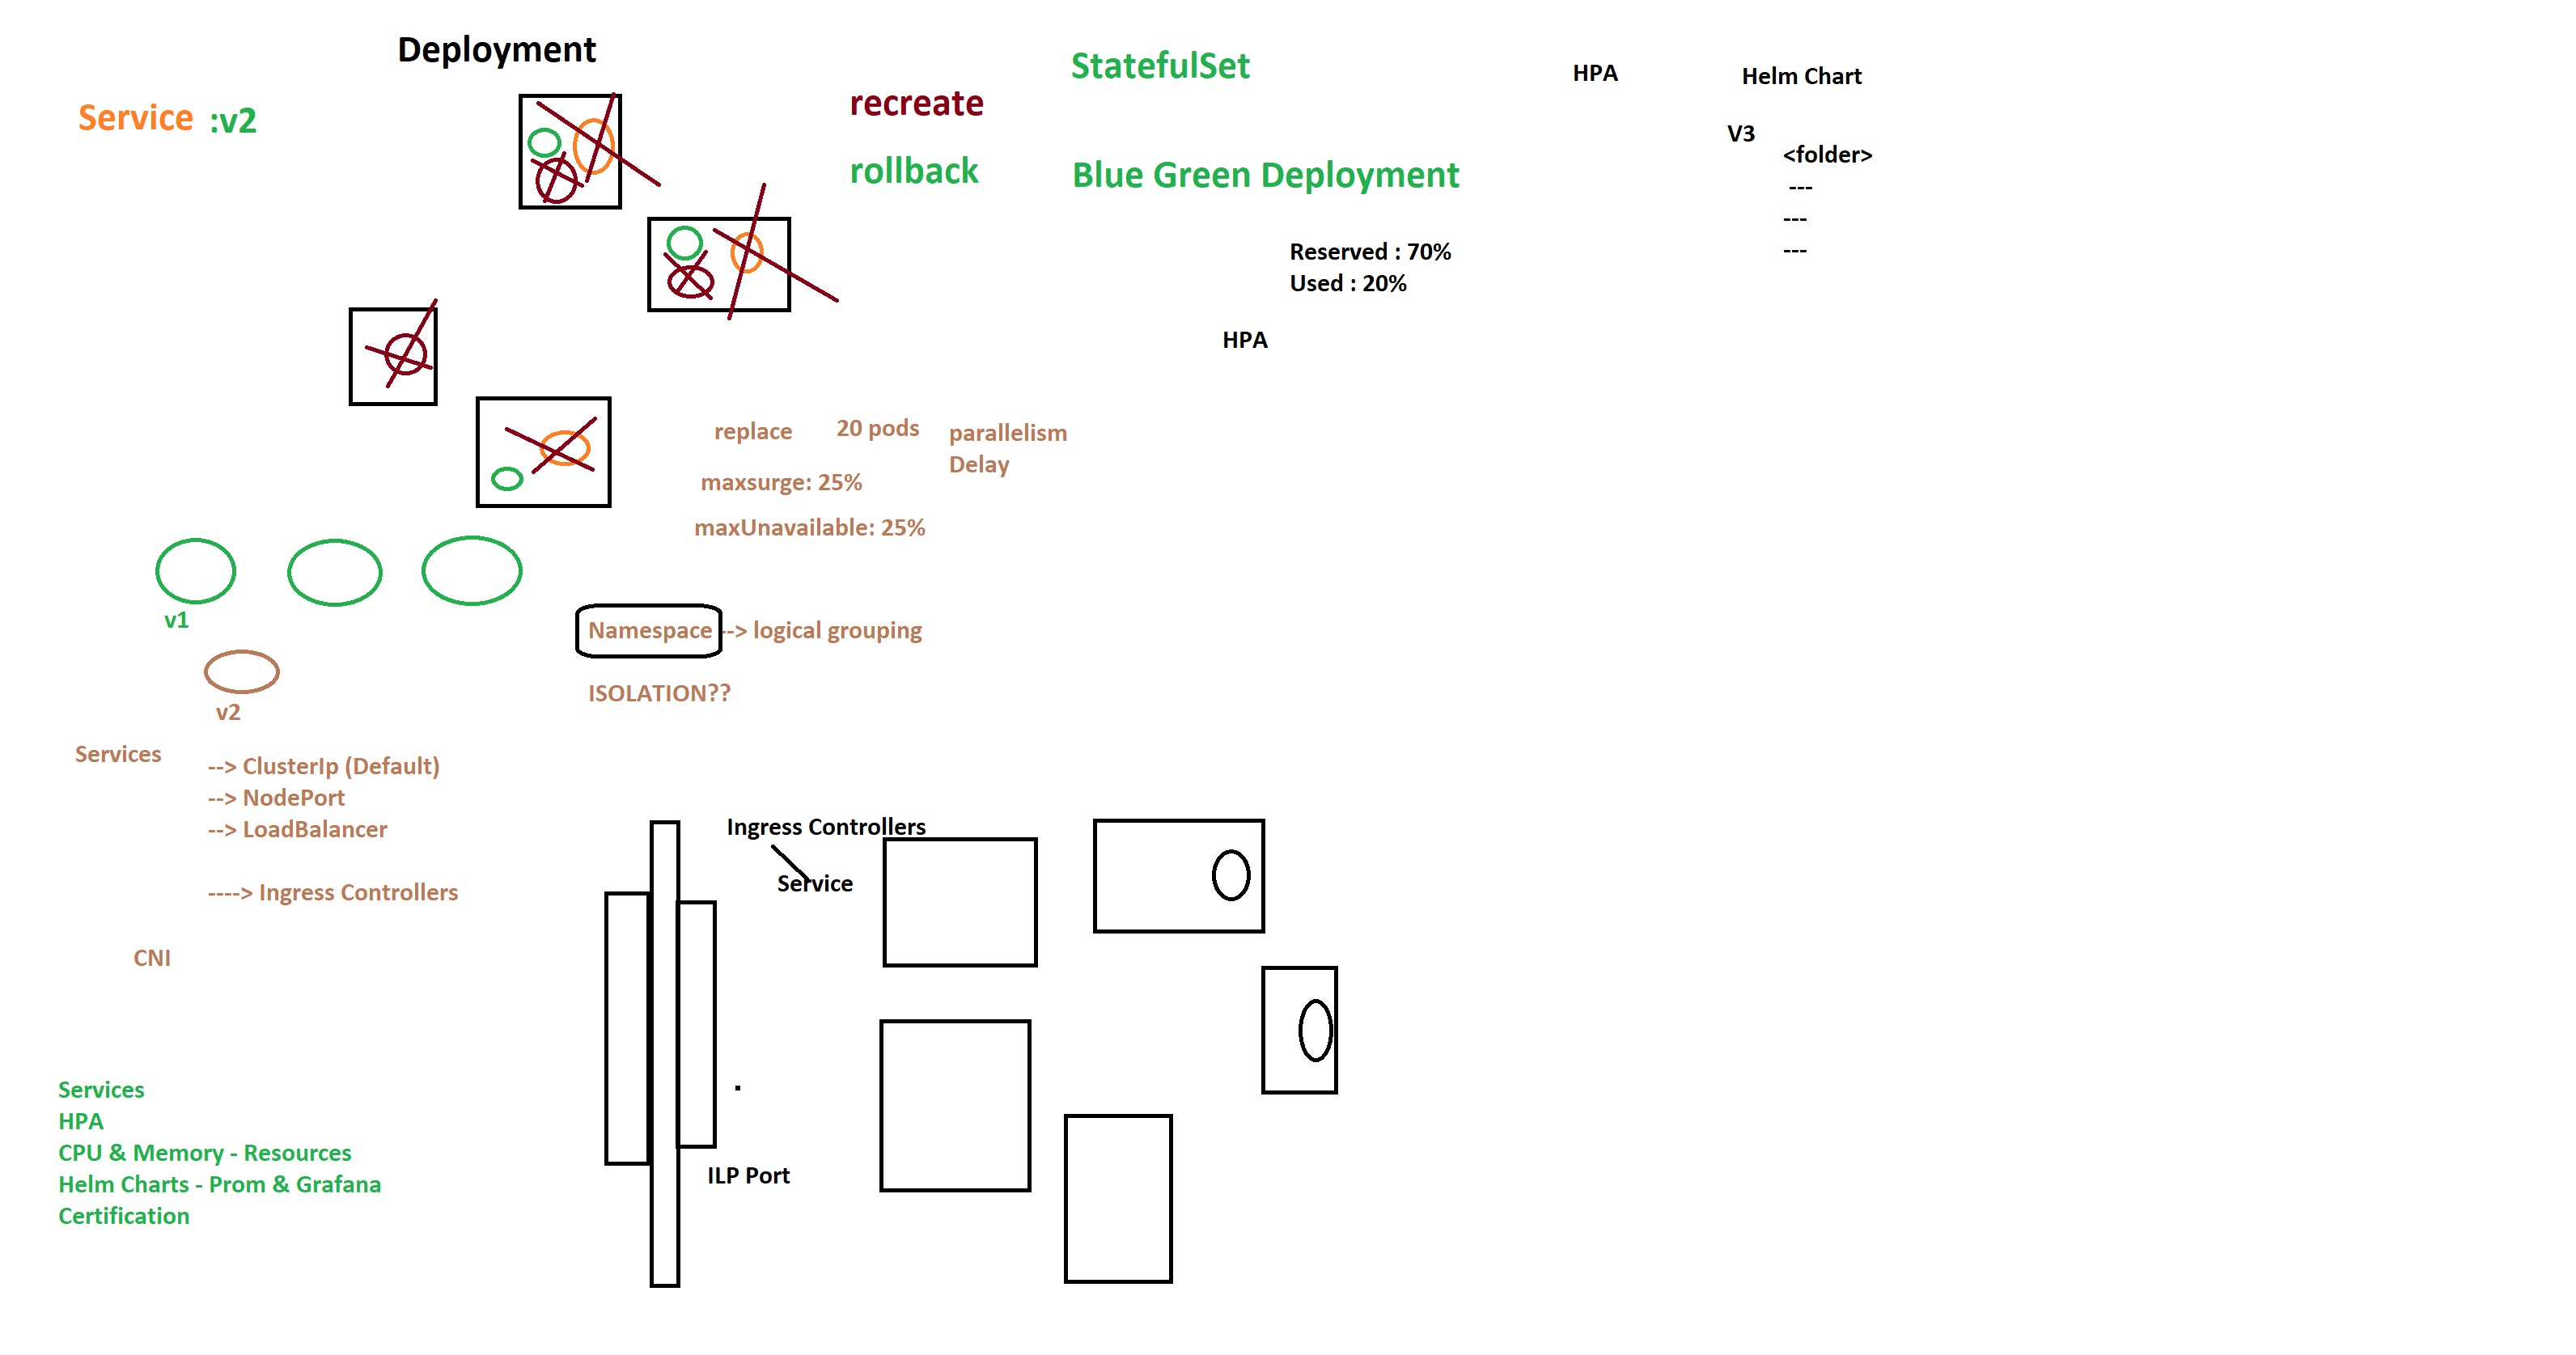 Deployment
Service :v2
recreate
rollback
StatefulSet
Blue Green Deployment
Reserved : 70%
Used : 20%
HPA
HPA
Helm Chart
V3
<folder>
---
---
---
replace
20 pods
parallelism
Delay
maxsurge: 25%
maxUnavailable: 25%
v1
v2
Namespace --> logical grouping
ISOLATION??
Services
--> ClusterIp (Default)
--> NodePort
--> LoadBalancer
----> Ingress Controllers
CNI
Ingress Controllers
Service
ILP Port
Services
HPA
CPU & Memory - Resources
Helm Charts - Prom & Grafana
Certification